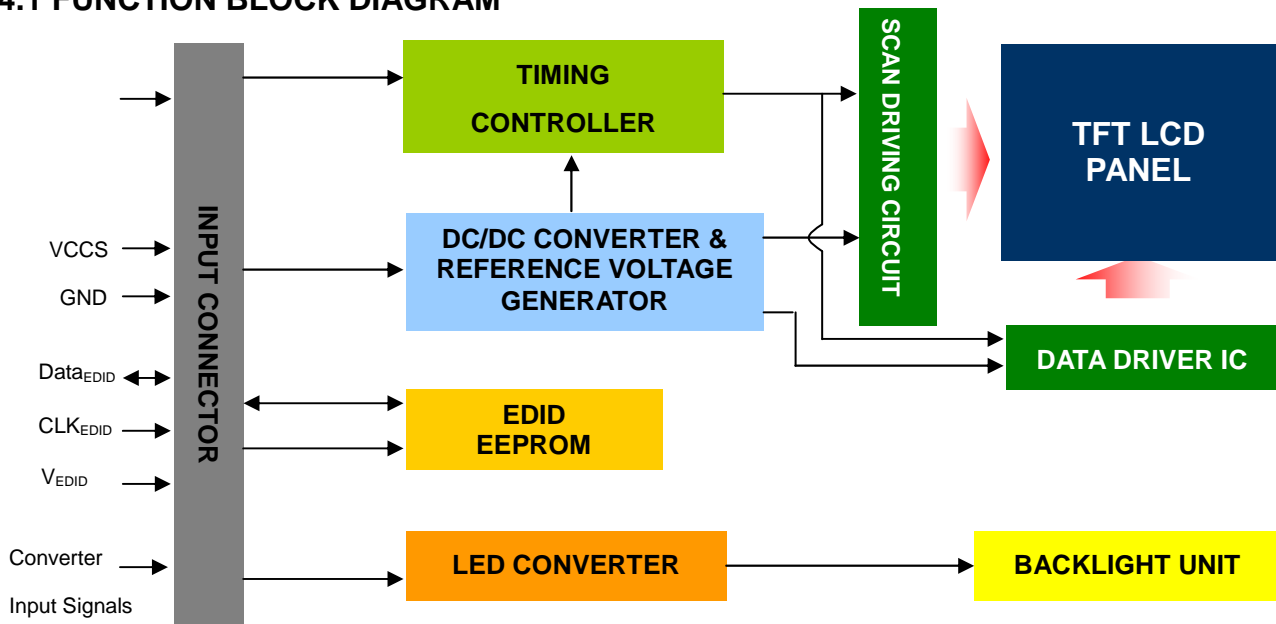 4.1 FUNCTION BLOCK DIAGRAM
TIMING
CONTROLLER
SCAN DRIVING CIRCUIT
TFT LCD
PANEL
INPUT CONNECTOR
VCCS
GND
DC/DC CONVERTER &
REFERENCE VOLTAGE
GENERATOR
DATA DRIVER IC
DataEDID
CLKEDID
VEDID
EDID
EEPROM
Converter
Input Signals
LED CONVERTER
BACKLIGHT UNIT